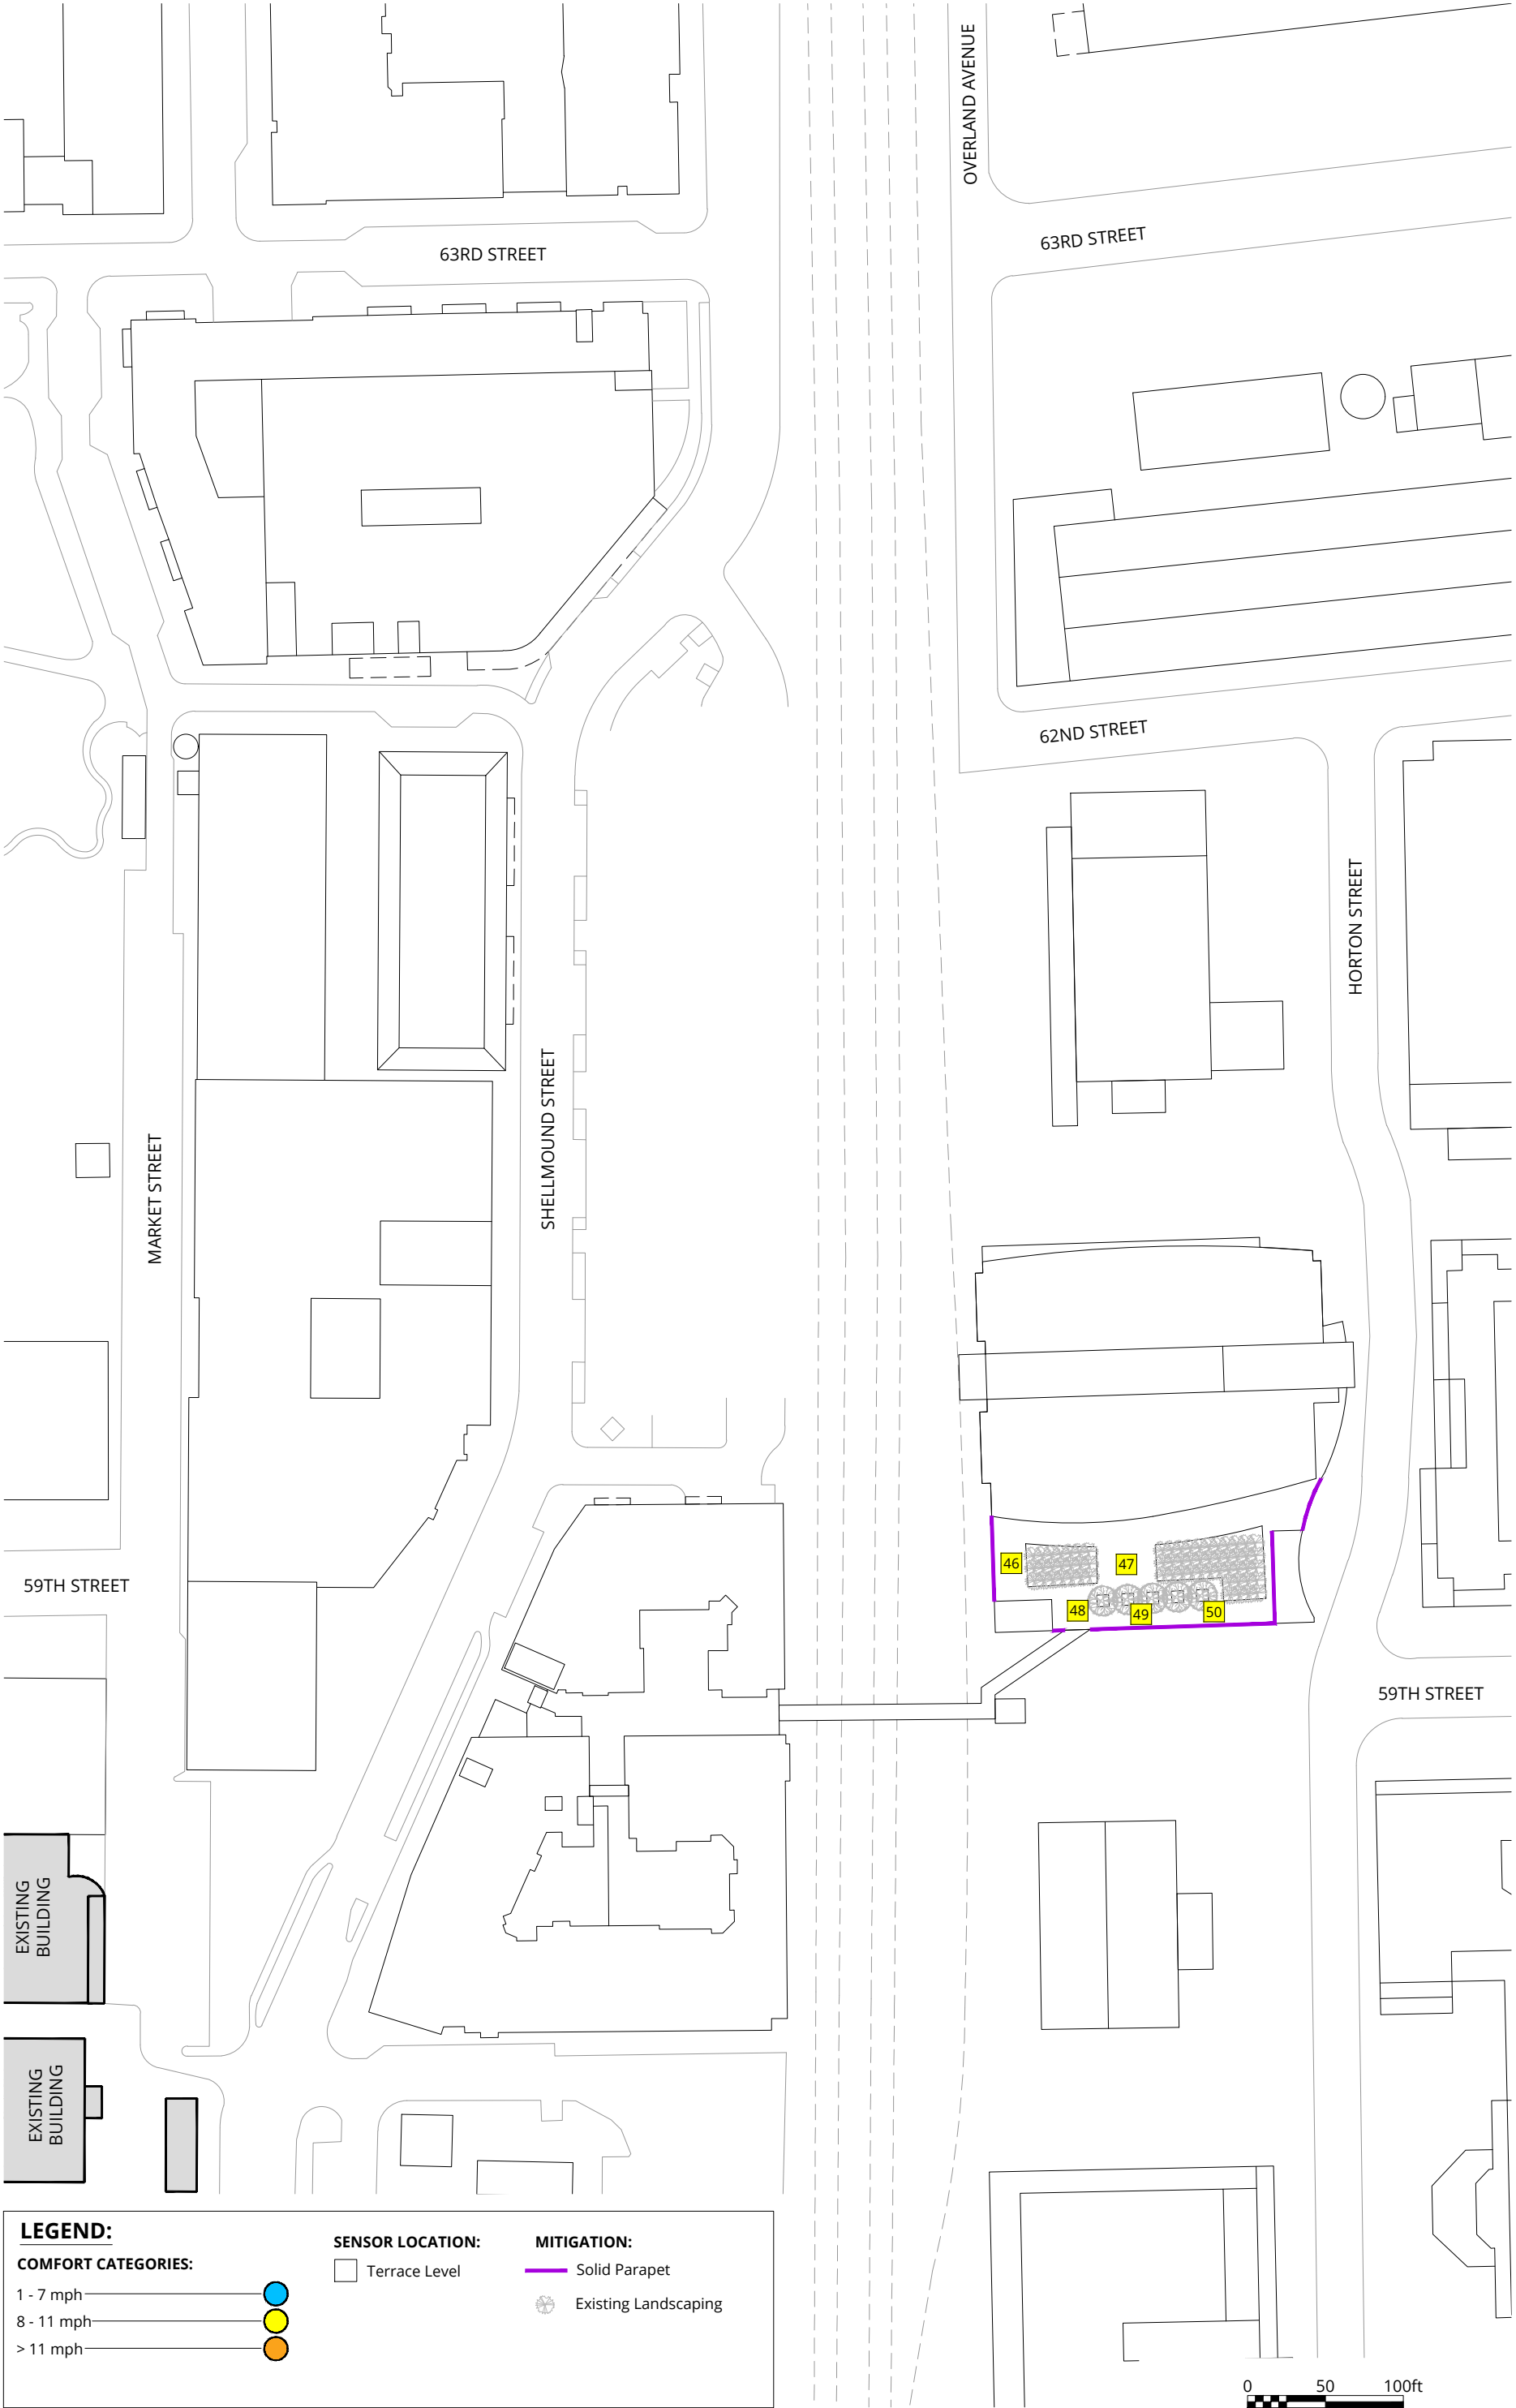 OVERLAND AVENUE
63RD STREET
63RD STREET
62ND STREET
HORTON STREET
MARKET STREET
SHELLMOUND STREET
46
47
48
49
50
59TH STREET
59TH STREET
EXISTING
BUILDING
EXISTING
BUILDING
LEGEND:
COMFORT CATEGORIES:
1 - 7 mph
8 - 11 mph
> 11 mph
SENSOR LOCATION:
Terrace Level
MITIGATION:
Solid Parapet
Existing Landscaping
0 50 100ft